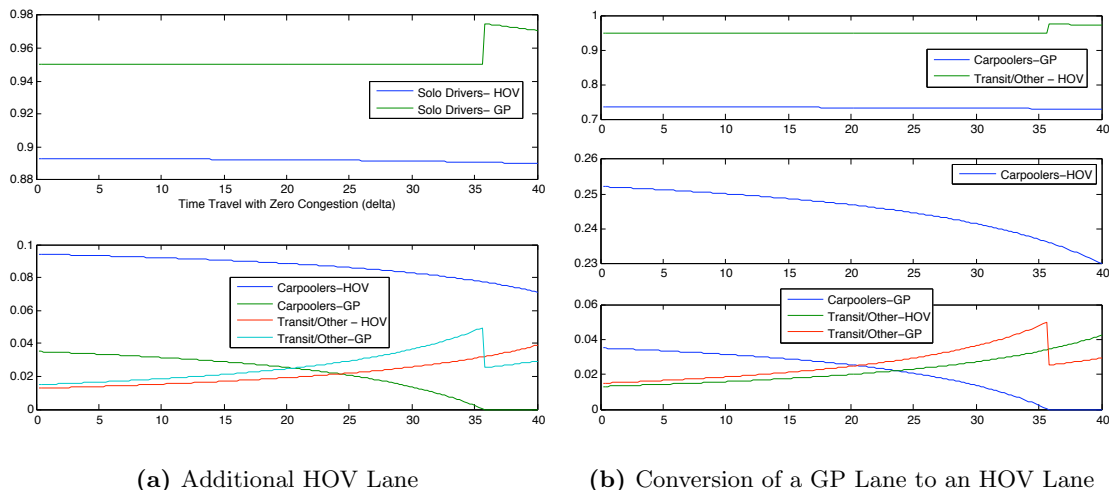 0.98
0.96
0.94
0.92
0.9
0.88
Solo Drivers- HOV
Solo Drivers- GP
0 5 10 15 20 25 30 35 40
Time Travel with Zero Congestion (delta)
0.1
0.08
0.06
0.04
0.02
0
Carpoolers-HOV
Carpoolers-GP
Transit/Other - HOV
Transit/Other-GP
0 5 10 15 20 25 30 35 40
(a) Additional HOV Lane
1
0.9
0.8
0.7
Carpoolers-GP
Transit/Other - HOV
0 5 10 15 20 25 30 35 40
0.26
0.25
0.24
0.23
Carpoolers-HOV
0 5 10 15 20 25 30 35 40
0.06
0.04
0.02
0
Carpoolers-GP
Transit/Other-HOV
Transit/Other-GP
0 5 10 15 20 25 30 35 40
(b) Conversion of a GP Lane to an HOV Lane